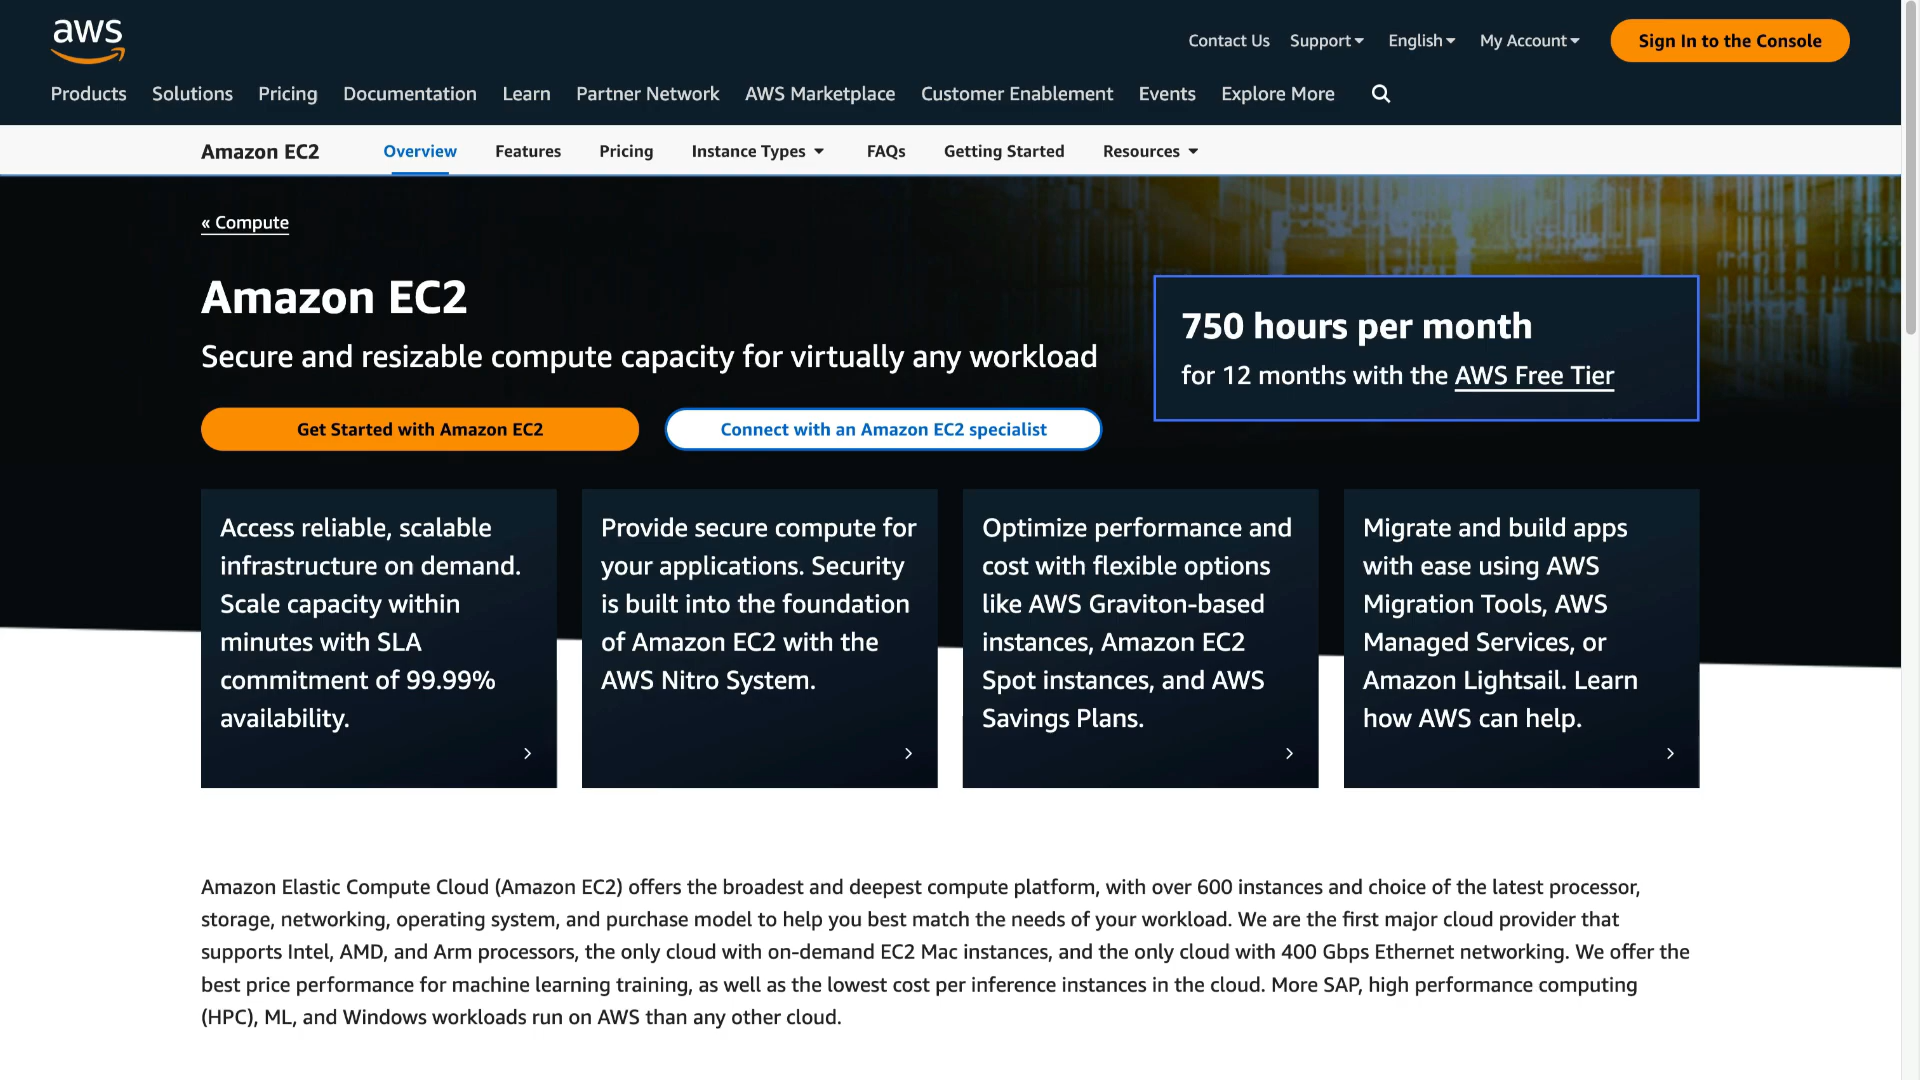 aws
Contact Us Support English My Account Sign In to the Console
Products Solutions Pricing Documentation Learn Partner Network AWS Marketplace Customer Enablement Events Explore More
Amazon EC2 Overview Features Pricing Instance Types FAQs Getting Started Resources
« Compute
Amazon EC2
Secure and resizable compute capacity for virtually any workload
Get Started with Amazon EC2
Connect with an Amazon EC2 specialist
750 hours per month
for 12 months with the AWS Free Tier
Access reliable, scalable
infrastructure on demand.
Scale capacity within
minutes with SLA
commitment of 99.99%
availability.
Provide secure compute for
your applications. Security
is built into the foundation
of Amazon EC2 with the
AWS Nitro System.
Optimize performance and
cost with flexible options
like AWS Graviton-based
instances, Amazon EC2
Spot instances, and AWS
Savings Plans.
Migrate and build apps
with ease using AWS
Migration Tools, AWS
Managed Services, or
Amazon Lightsail. Learn
how AWS can help.
Amazon Elastic Compute Cloud (Amazon EC2) offers the broadest and deepest compute platform, with over 600 instances and choice of the latest processor,
storage, networking, operating system, and purchase model to help you best match the needs of your workload. We are the first major cloud provider that
supports Intel, AMD, and Arm processors, the only cloud with on-demand EC2 Mac instances, and the only cloud with 400 Gbps Ethernet networking. We offer the
best price performance for machine learning training, as well as the lowest cost per inference instances in the cloud. More SAP, high performance computing
(HPC), ML, and Windows workloads run on AWS than any other cloud.